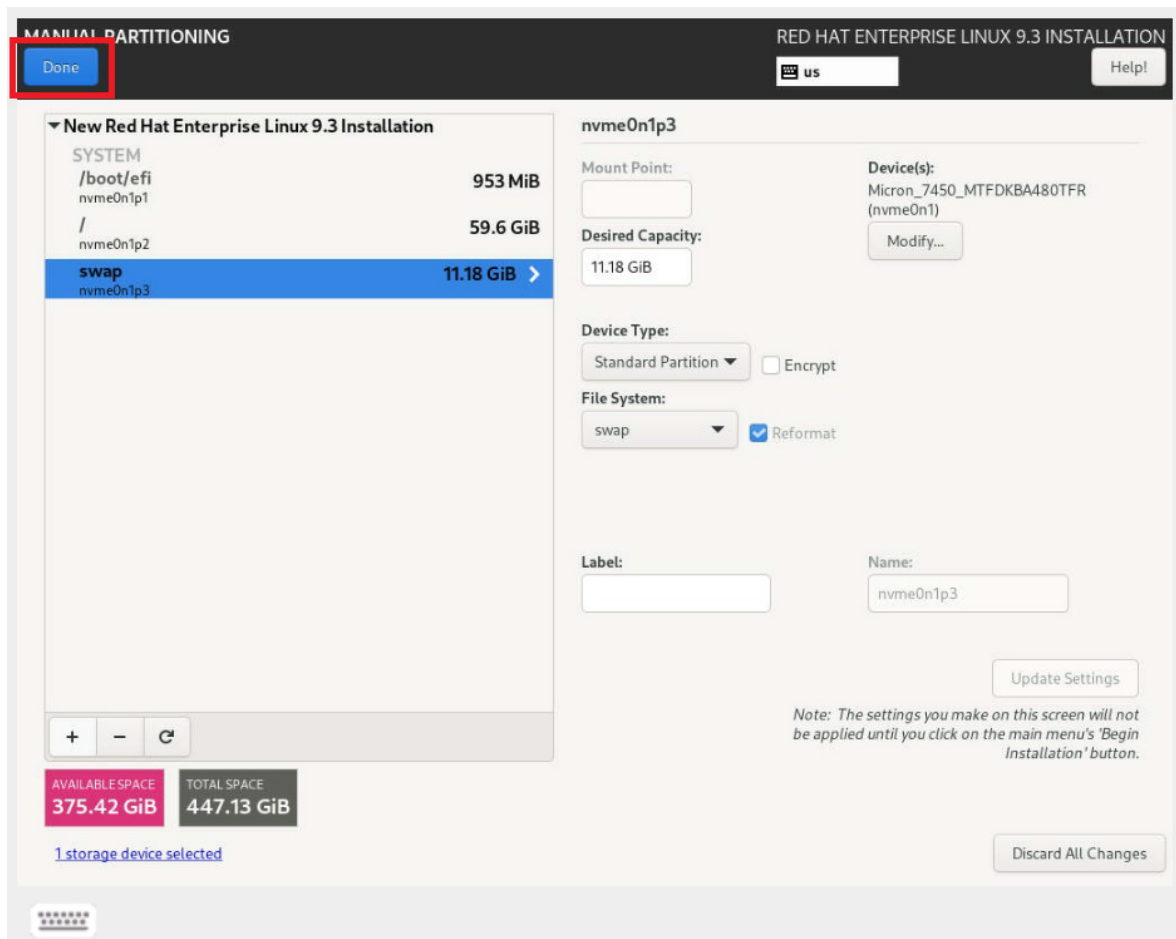 MANUAL PARTITIONING
RED HAT ENTERPRISE LINUX 9.3 INSTALLATION
Done
us
Help!
New Red Hat Enterprise Linux 9.3 Installation
SYSTEM
/boot/efi
953 MiB
nvme0n1p1
/
59.6 GiB
nvme0n1p2
swap
11.18 GiB
nvme0n1p3
nvme0n1p3
Mount Point:
Device(s):
Micron_7450_MTFDKBA480TFR
(nvme0n1)
Desired Capacity:
Modify...
11.18 GiB
Device Type:
Standard Partition
Encrypt
File System:
swap
Reformat
Label:
Name:
nvme0n1p3
Update Settings
Note: The settings you make on this screen will not
be applied until you click on the main menu's 'Begin
Installation' button.
+ −
AVAILABLE SPACE
375.42 GiB
TOTAL SPACE
447.13 GiB
1 storage device selected
Discard All Changes